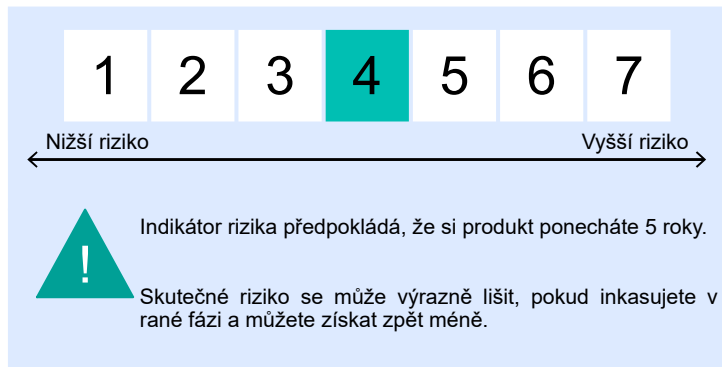 1 2 3 4 5 6 7
Nižší riziko Vyšší riziko
!
Indikátor rizika předpokládá, že si produkt ponecháte 5 roky.
Skutečné riziko se může výrazně lišit, pokud inkasujete v
rané fázi a můžete získat zpět méně.